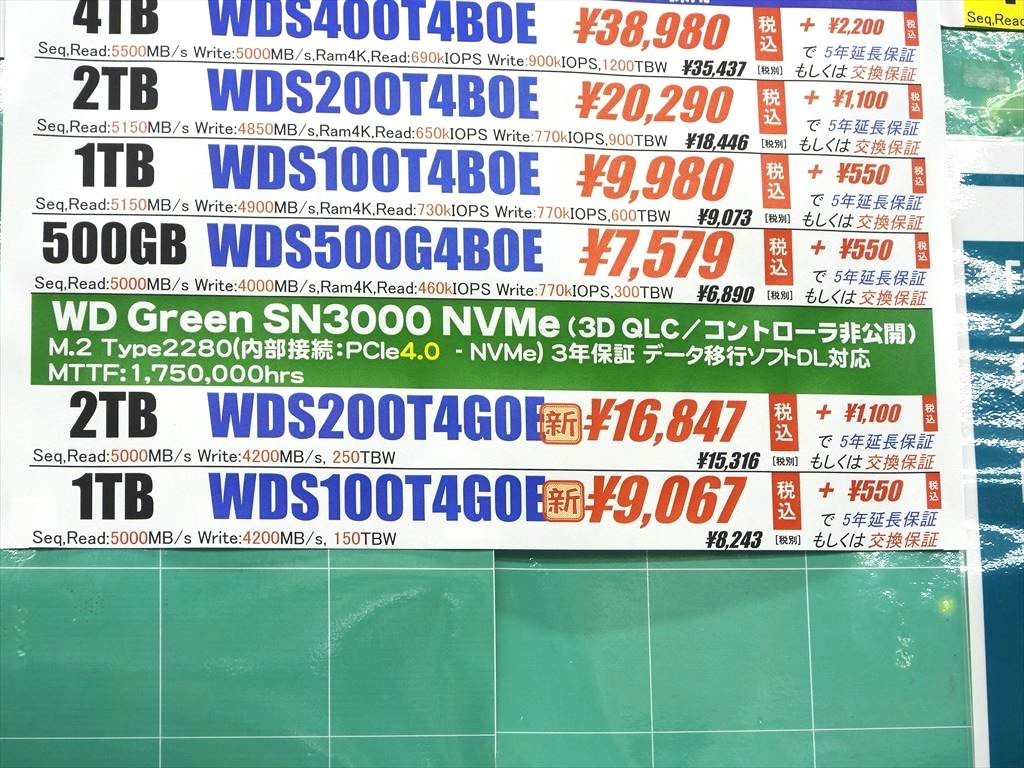 4TB WDS400T4B0E ¥38,980 税込 + ¥2,200 税込
Seq,Read:5500MB/s Write:5000MB/s,Ram4K,Read:690kIOPS Write:900kIOPS,1200TBW ¥35,437 [税別] で 5年延長保証 もしくは 交換保証
2TB WDS200T4B0E ¥20,290 税込 + ¥1,100 税込
Seq,Read:5150MB/s Write:4850MB/s,Ram4K,Read:650kIOPS Write:770kIOPS,900TBW ¥18,446 [税別] で 5年延長保証 もしくは 交換保証
1TB WDS100T4B0E ¥9,980 税込 + ¥550 税込
Seq,Read:5150MB/s Write:4900MB/s,Ram4K,Read:730kIOPS Write:770kIOPS,600TBW ¥9,073 [税別] で 5年延長保証 もしくは 交換保証
500GB WDS500G4B0E ¥7,579 税込 + ¥550 税込
Seq,Read:5000MB/s Write:4000MB/s,Ram4K,Read:460kIOPS Write:770kIOPS,300TBW ¥6,890 [税別] で 5年延長保証 もしくは 交換保証
WD Green SN3000 NVMe (3D QLC/コントローラ非公開)
M.2 Type2280(内部接続:PCIe4.0 - NVMe) 3年保証 データ移行ソフトDL対応
MTTF:1,750,000hrs
2TB WDS200T4G0E 新 ¥16,847 税込 + ¥1,100 税込
Seq,Read:5000MB/s Write:4200MB/s, 250TBW ¥15,316 [税別] で 5年延長保証 もしくは 交換保証
1TB WDS100T4G0E 新 ¥9,067 税込 + ¥550 税込
Seq,Read:5000MB/s Write:4200MB/s, 150TBW ¥8,243 [税別] で 5年延長保証 もしくは 交換保証
Seq,Read